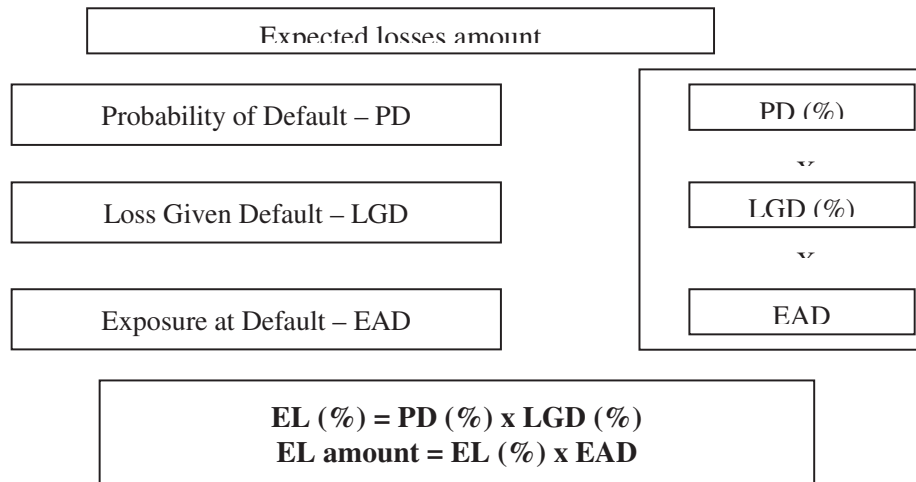 Expected losses amount
Probability of Default – PD
PD (%)
x
Loss Given Default – LGD
LGD (%)
x
Exposure at Default – EAD
EAD
EL (%) = PD (%) x LGD (%)
EL amount = EL (%) x EAD